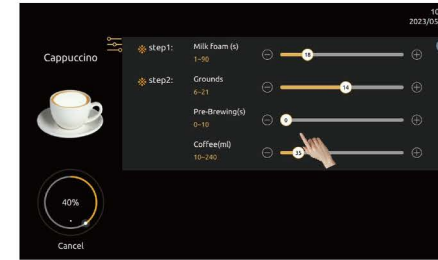 10
2023/05
Cappuccino
step1:
Milk foam (s)
1~90
18
step2:
Grounds
6~21
14
Pre-Brewing(s)
0~10
0
Coffee(ml)
10~240
35
40%
Cancel